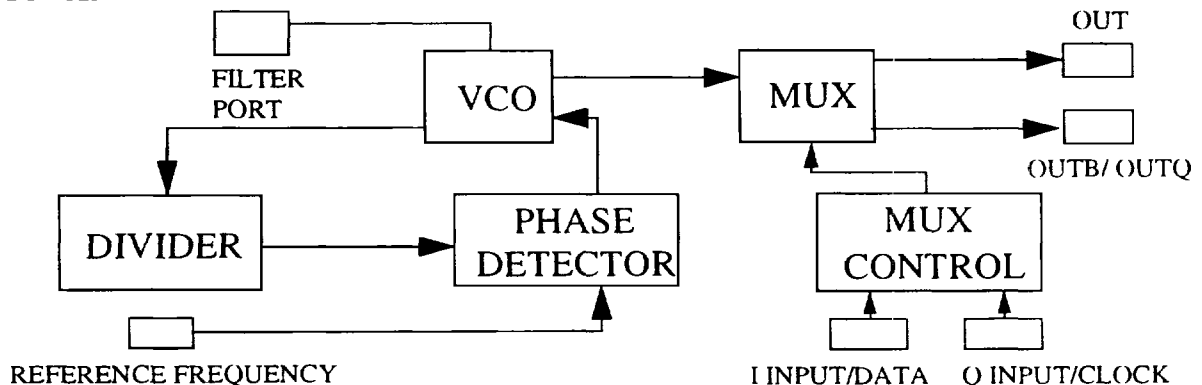 OUT
FILTER
PORT
VCO
MUX
OUTB/ OUTQ
DIVIDER
PHASE
DETECTOR
MUX
CONTROL
REFERENCE FREQUENCY
I INPUT/DATA
Q INPUT/CLOCK